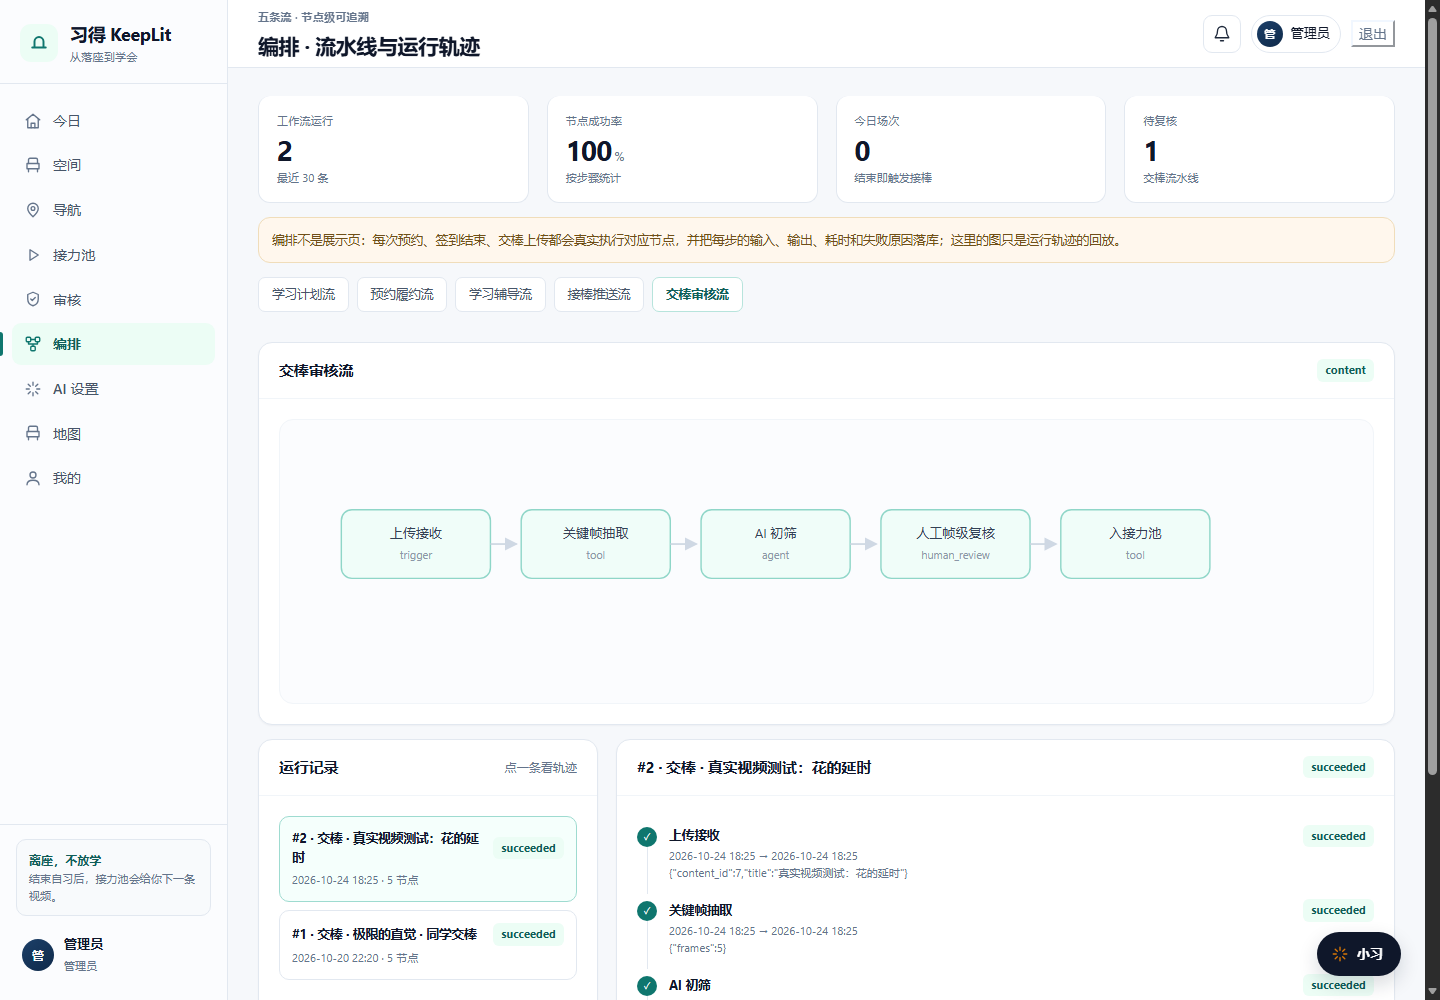 习得 KeepLit
从落座到学会
今日
空间
导航
接力池
审核
编排
AI 设置
地图
我的
离座，不放学
结束自习后，接力池会给你下一条
视频。
管
管理员
管理员
五条流 · 节点级可追溯
编排 · 流水线与运行轨迹
管
管理员
退出
工作流运行
2
最近 30 条
节点成功率
100 %
按步骤统计
今日场次
0
结束即触发接棒
待复核
1
交棒流水线
编排不是展示页：每次预约、签到结束、交棒上传都会真实执行对应节点，并把每步的输入、输出、耗时和失败原因落库；这里的图只是运行轨迹的回放。
学习计划流
预约履约流
学习辅导流
接棒推送流
交棒审核流
交棒审核流
content
上传接收
trigger
关键帧抽取
tool
AI 初筛
agent
人工帧级复核
human_review
入接力池
tool
运行记录
点一条看轨迹
#2 · 交棒 · 真实视频测试：花的延
时
succeeded
2026-10-24 18:25 · 5 节点
#1 · 交棒 · 极限的直觉 · 同学交棒
succeeded
2026-10-20 22:20 · 5 节点
#2 · 交棒 · 真实视频测试：花的延时
succeeded
上传接收
succeeded
2026-10-24 18:25 → 2026-10-24 18:25
{"content_id":7,"title":"真实视频测试：花的延时"}
关键帧抽取
succeeded
2026-10-24 18:25 → 2026-10-24 18:25
{"frames":5}
AI 初筛
succeeded
小习